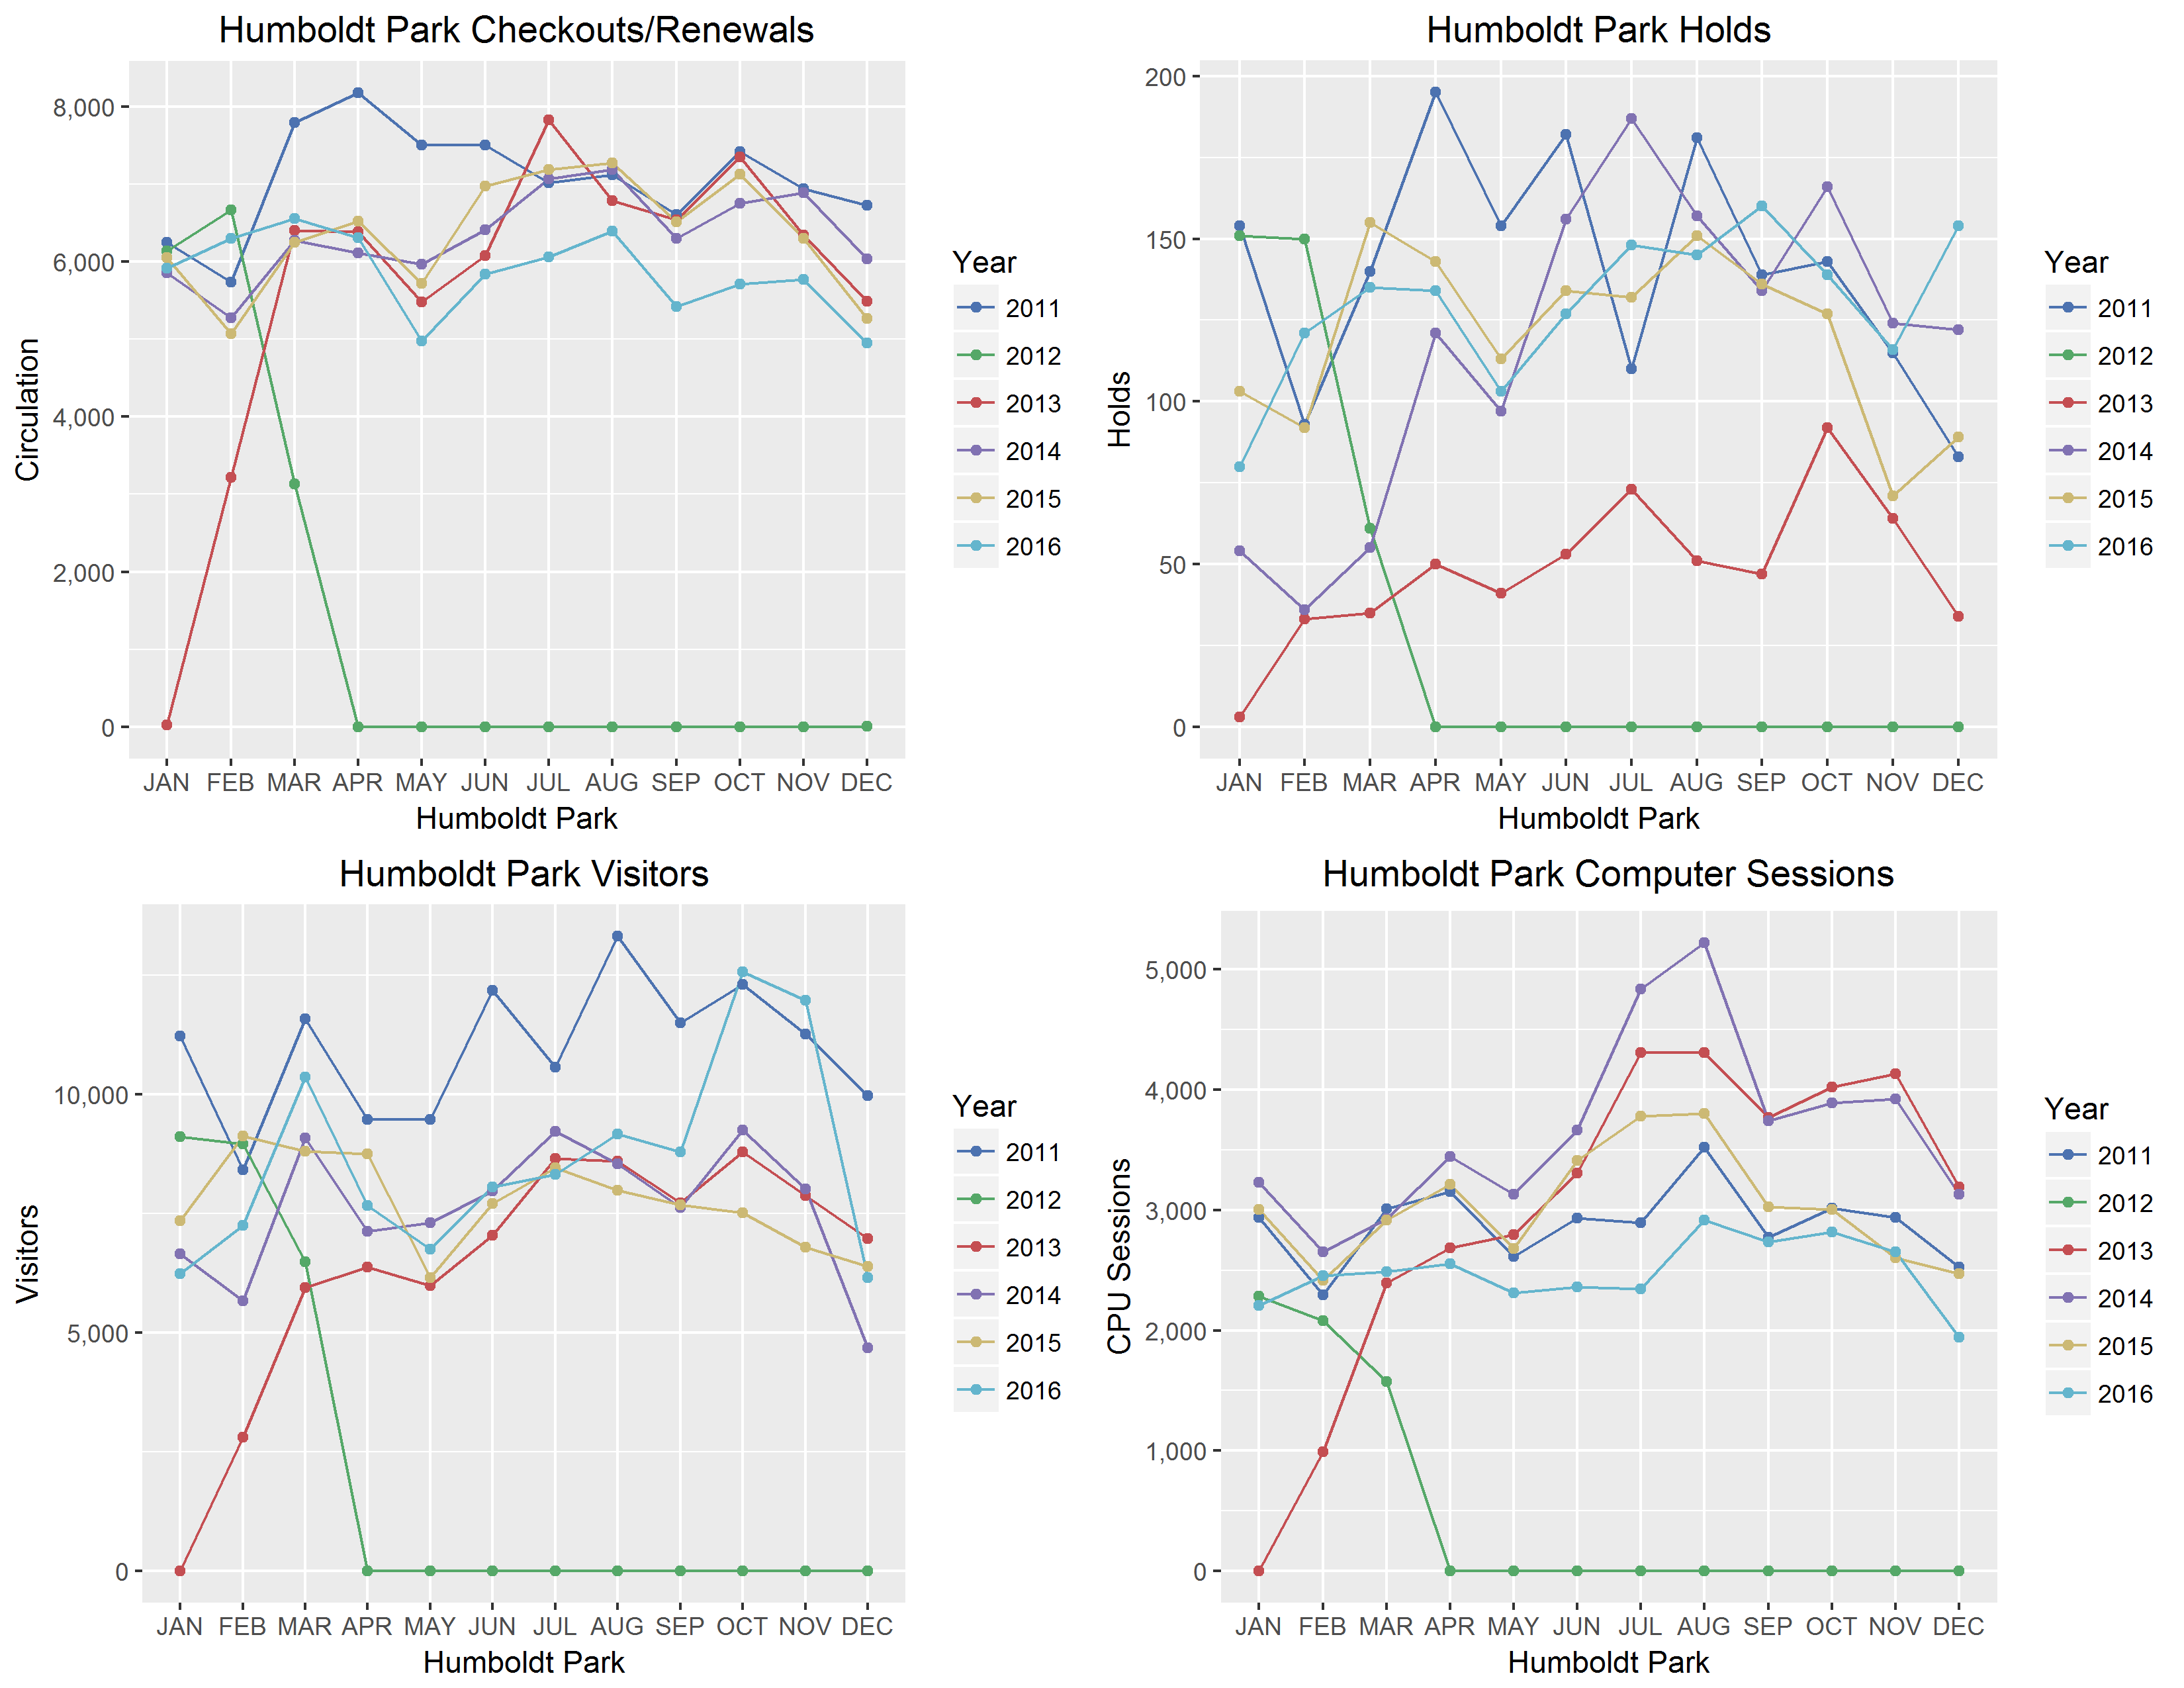 Humboldt Park Checkouts/Renewals
Circulation
8,000
6,000
4,000
2,000
0
JAN FEB MAR APR MAY JUN JUL AUG SEP OCT NOV DEC
Humboldt Park
Year
2011
2012
2013
2014
2015
2016
Humboldt Park Holds
Holds
200
150
100
50
0
JAN FEB MAR APR MAY JUN JUL AUG SEP OCT NOV DEC
Humboldt Park
Year
2011
2012
2013
2014
2015
2016
Humboldt Park Visitors
Visitors
10,000
5,000
0
JAN FEB MAR APR MAY JUN JUL AUG SEP OCT NOV DEC
Humboldt Park
Year
2011
2012
2013
2014
2015
2016
Humboldt Park Computer Sessions
CPU Sessions
5,000
4,000
3,000
2,000
1,000
0
JAN FEB MAR APR MAY JUN JUL AUG SEP OCT NOV DEC
Humboldt Park
Year
2011
2012
2013
2014
2015
2016